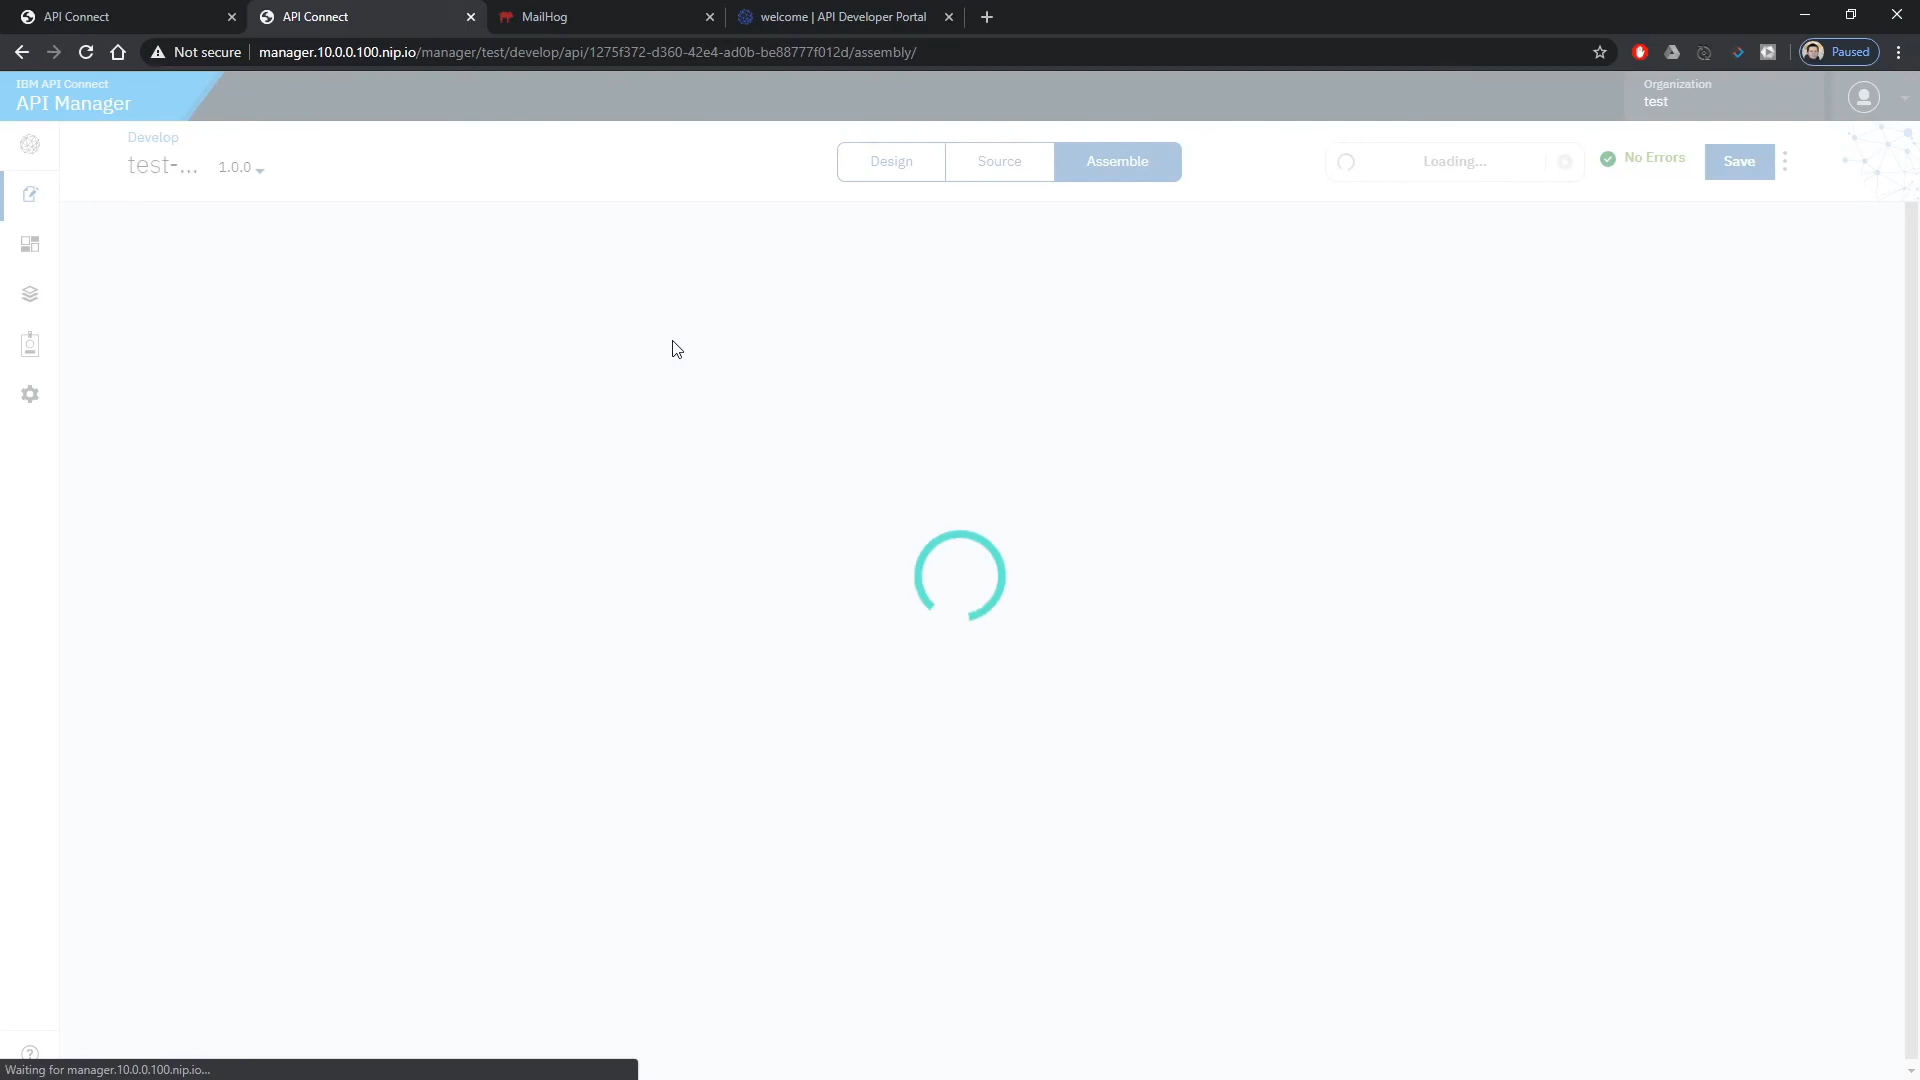 API Connect
API Connect
MailHog
welcome | API Developer Portal
Not secure
manager.10.0.0.100.nip.io/manager/test/develop/api/1275f372-d360-42e4-ad0b-be88777f012d/assembly/
Paused
IBM API Connect
API Manager
Organization
test
Develop
test-...
1.0.0
Design
Source
Assemble
Loading...
No Errors
Save
Waiting for manager.10.0.0.100.nip.io...